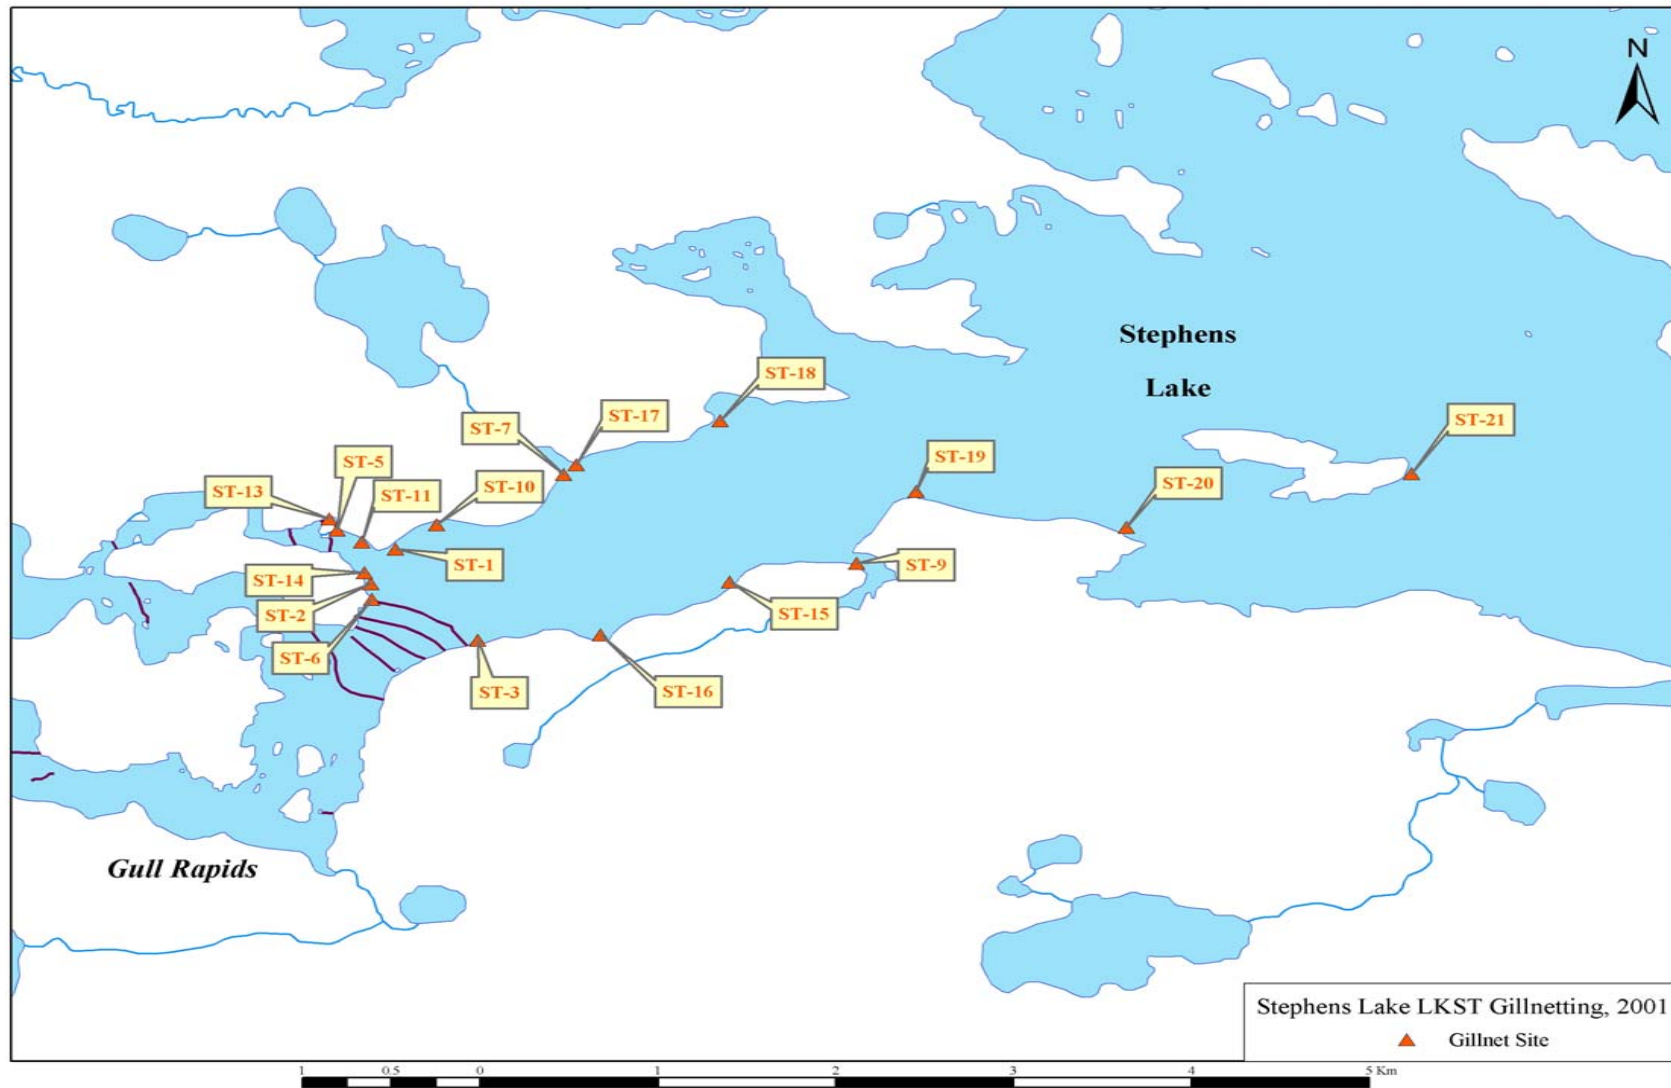 N
Stephens
Lake
ST-18
ST-17
ST-7
ST-21
ST-5
ST-19
ST-13
ST-11
ST-10
ST-20
ST-1
ST-9
ST-14
ST-2
ST-15
ST-6
ST-3
ST-16
Gull Rapids
Stephens Lake LKST Gillnetting, 2001
Gillnet Site
1 0.5 0 1 2 3 4 5 Km